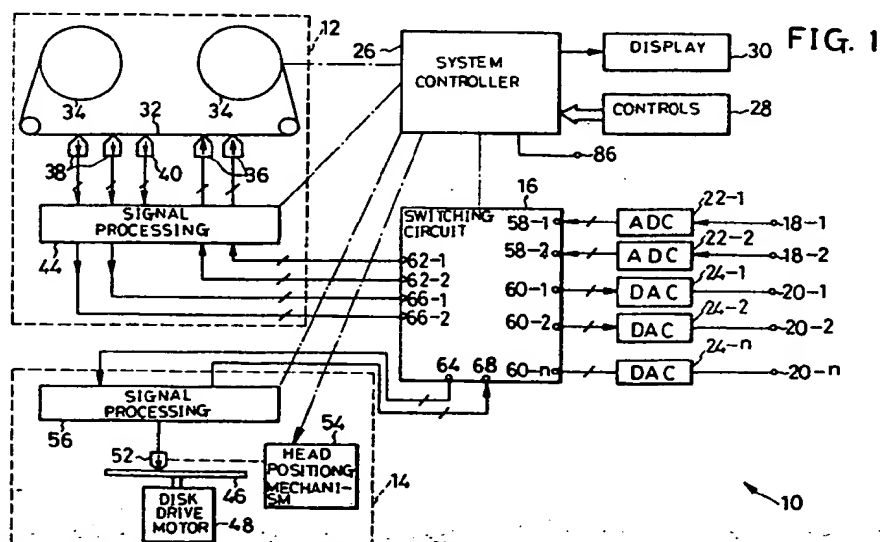 FIG. 1
12
26
SYSTEM
CONTROLLER
DISPLAY
30
34
34
32
CONTROLS
28
38
40
36
86
SIGNAL
PROCESSING
44
16
SWITCHING
CIRCUIT
58-1
58-2
60-1
60-2
60-n
62-1
62-2
66-1
66-2
64
68
22-1
ADC
18-1
22-2
ADC
18-2
24-1
DAC
20-1
24-2
DAC
20-2
24-n
DAC
20-n
SIGNAL
PROCESSING
56
52
54
HEAD
POSITIONG
MECHANI-
SM
46
14
DISK
DRIVE
MOTOR
48
10